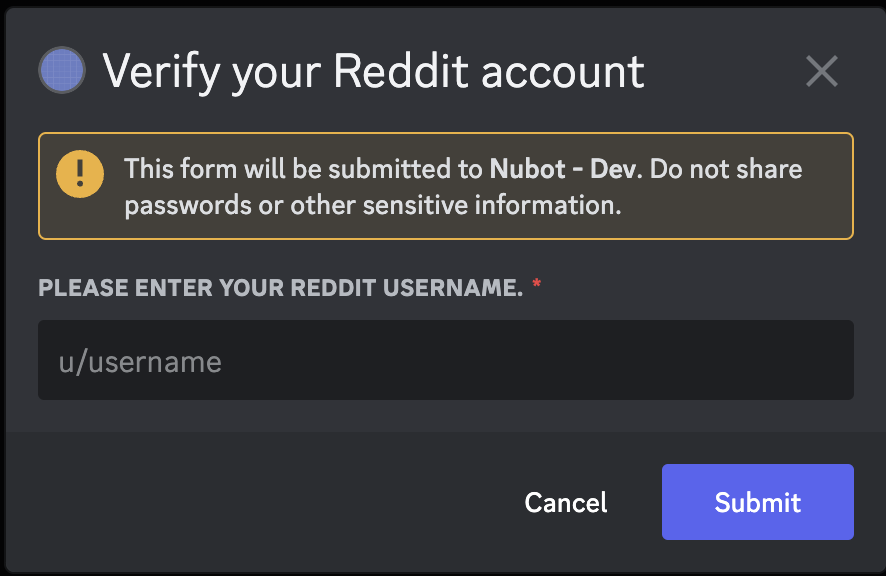 Verify your Reddit account
This form will be submitted to Nubot - Dev. Do not share
passwords or other sensitive information.
PLEASE ENTER YOUR REDDIT USERNAME. *
u/username
Cancel
Submit